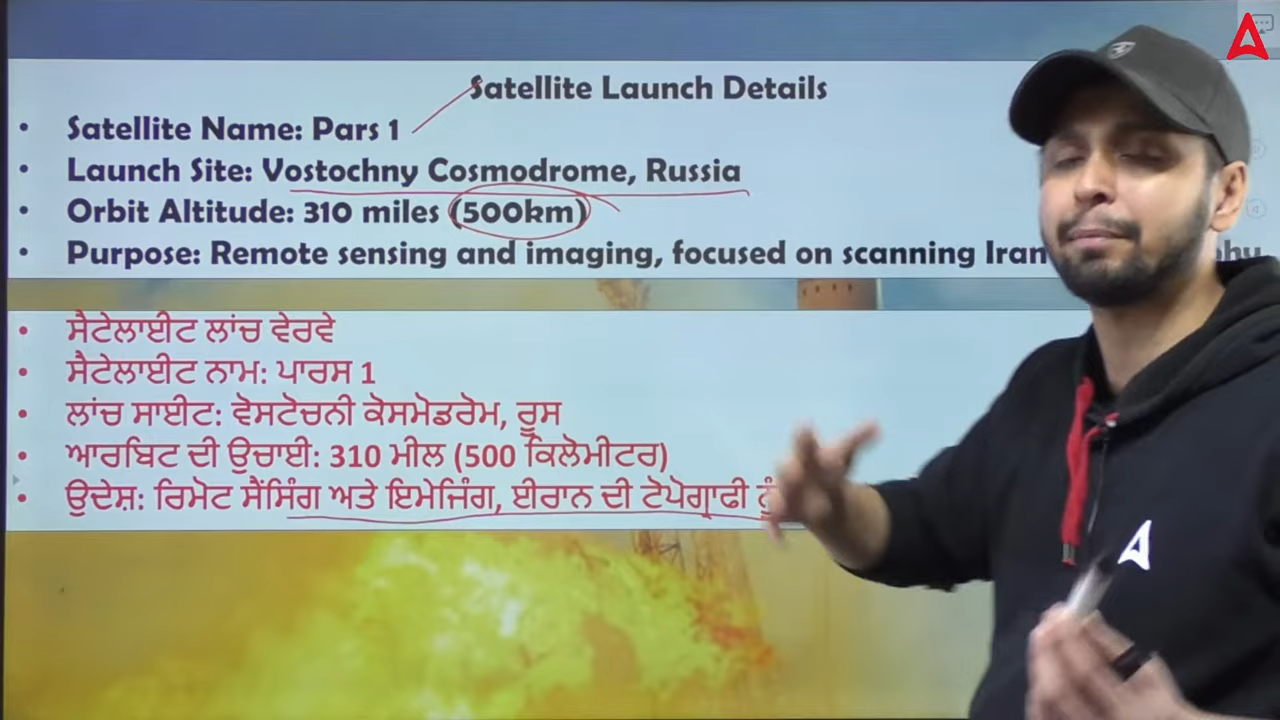 Satellite Launch Details
• Satellite Name: Pars 1
• Launch Site: Vostochny Cosmodrome, Russia
• Orbit Altitude: 310 miles (500km)
• Purpose: Remote sensing and imaging, focused on scanning Iran
• ਸੈਟੇਲਾਈਟ ਲਾਂਚ ਵੇਰਵੇ
• ਸੈਟੇਲਾਈਟ ਨਾਮ: ਪਾਰਸ 1
• ਲਾਂਚ ਸਾਈਟ: ਵੋਸਟੋਚਨੀ ਕੋਸਮੋਡਰੋਮ, ਰੂਸ
• ਆਰਬਿਟ ਦੀ ਉਚਾਈ: 310 ਮੀਲ (500 ਕਿਲੋਮੀਟਰ)
• ਉਦੇਸ਼: ਰਿਮੋਟ ਸੈਂਸਿੰਗ ਅਤੇ ਇਮੇਜਿੰਗ, ਈਰਾਨ ਦੀ ਟੋਪੋਗ੍ਰਾਫੀ ਨੂੰ